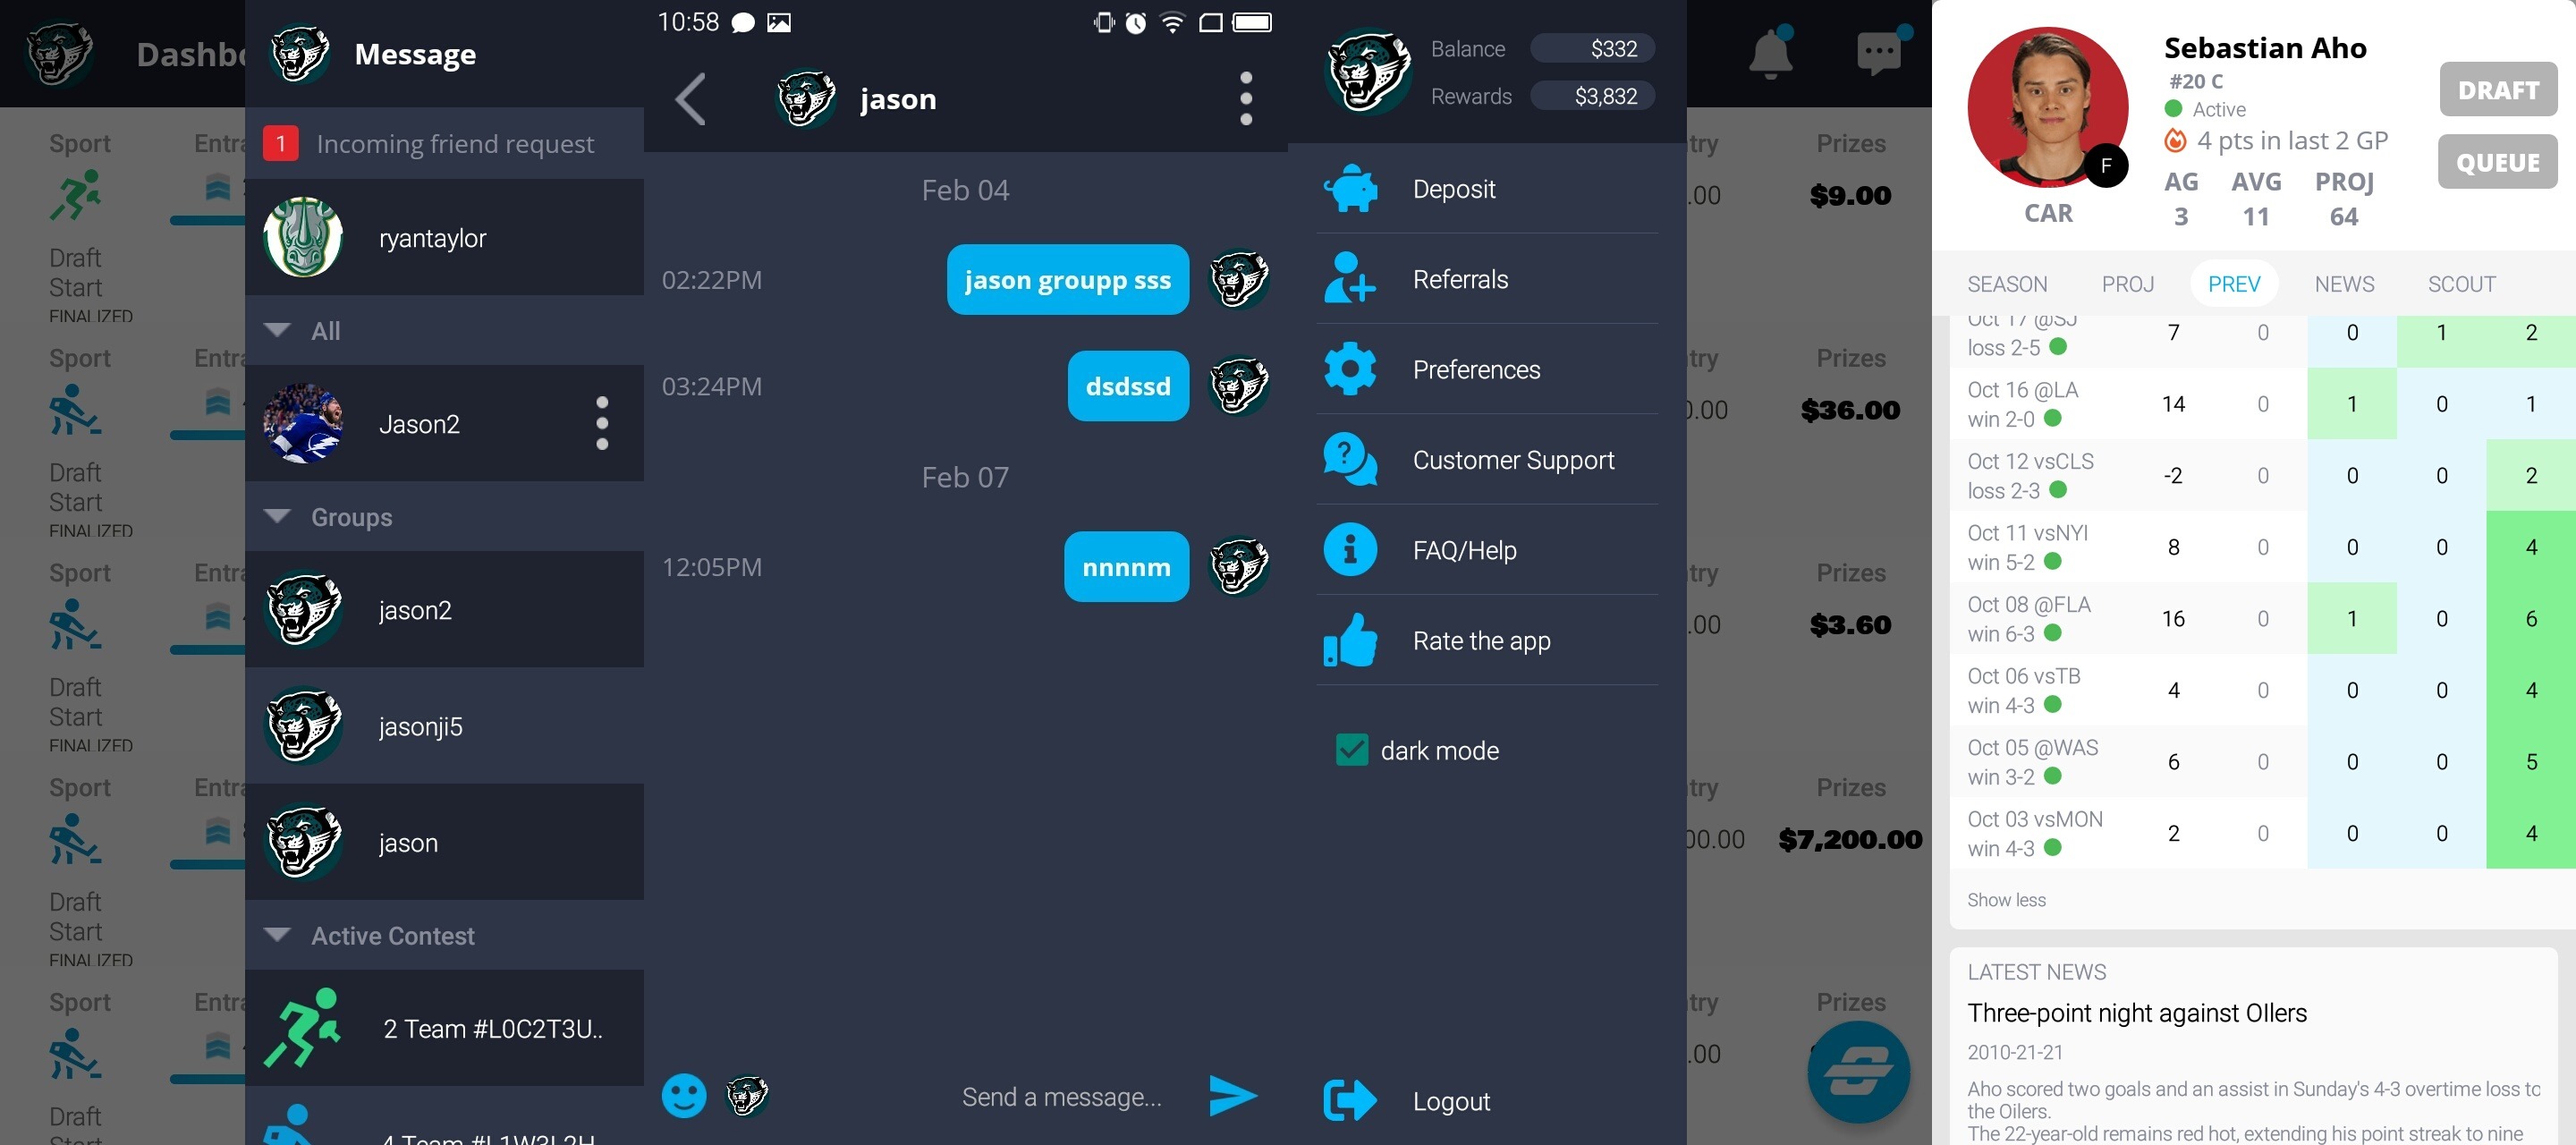 Dashbo
Sport Entra
Draft
Start
FINALIZED
Sport Entra
Draft
Start
FINALIZED
Sport Entra
Draft
Start
FINALIZED
Sport Entra
Draft
Start
FINALIZED
Sport Entra
Draft
Start
Message
1 Incoming friend request
ryantaylor
All
Jason2
Groups
jason2
jasonji5
jason
Active Contest
2 Team #L0C2T3U..
4 Team #L1W3L2H
10:58
jason
Feb 04
02:22PM jason groupp sss
03:24PM dsdssd
Feb 07
12:05PM nnnnm
Send a message...
Balance $332
Rewards $3,832
Deposit
Referrals
Preferences
Customer Support
FAQ/Help
Rate the app
dark mode
Logout
try Prizes
.00 $9.00
try Prizes
0.00 $36.00
try Prizes
.00 $3.60
try Prizes
00.00 $7,200.00
try Prizes
.00
Sebastian Aho
#20 C
Active
4 pts in last 2 GP
F
CAR
AG AVG PROJ
3 11 64
DRAFT
QUEUE
SEASON PROJ PREV NEWS SCOUT
Oct 17 @SJ
loss 2-5 7 0 0 1 2
Oct 16 @LA
win 2-0 14 0 1 0 1
Oct 12 vsCLS
loss 2-3 -2 0 0 0 2
Oct 11 vsNYI
win 5-2 8 0 0 0 4
Oct 08 @FLA
win 6-3 16 0 1 0 6
Oct 06 vsTB
win 4-3 4 0 0 0 4
Oct 05 @WAS
win 3-2 6 0 0 0 5
Oct 03 vsMON
win 4-3 2 0 0 0 4
Show less
LATEST NEWS
Three-point night against OIlers
2010-21-21
Aho scored two goals and an assist in Sunday's 4-3 overtime loss to
the Oilers.
The 22-year-old remains red hot, extending his point streak to nine